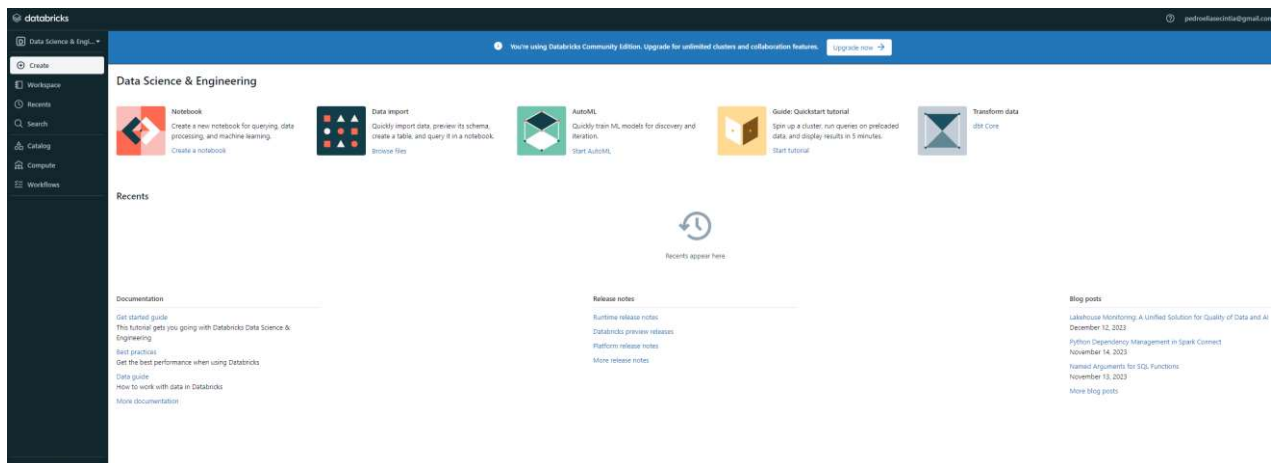 databricks
pedroeliasecintia@gmail.com
Data Science & Engi...
You're using Databricks Community Edition. Upgrade for unlimited clusters and collaboration features.
Upgrade now
Create
Workspace
Recents
Search
Catalog
Compute
Workflows
Data Science & Engineering
Notebook
Create a new notebook for querying, data
processing, and machine learning.
Create a notebook
Data import
Quickly import data, preview its schema,
create a table, and query it in a notebook.
Browse files
AutoML
Quickly train ML models for discovery and
iteration.
Start AutoML
Guide: Quickstart tutorial
Spin up a cluster, run queries on preloaded
data, and display results in 5 minutes.
Start tutorial
Transform data
dbt Core
Recents
Recents appear here
Documentation
Get started guide
This tutorial gets you going with Databricks Data Science &
Engineering
Best practices
Get the best performance when using Databricks
Data guide
How to work with data in Databricks
More documentation
Release notes
Runtime release notes
Databricks preview releases
Platform release notes
More release notes
Blog posts
Lakehouse Monitoring: A Unified Solution for Quality of Data and AI
December 12, 2023
Python Dependency Management in Spark Connect
November 14, 2023
Named Arguments for SQL Functions
November 13, 2023
More blog posts